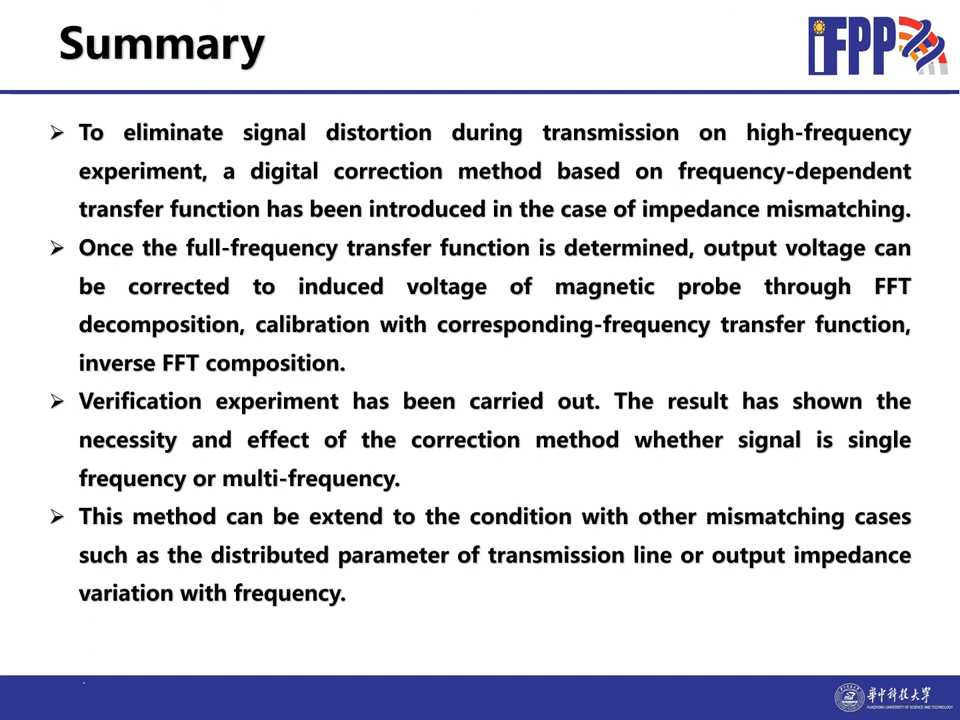 Summary
iFPP
➢ To eliminate signal distortion during transmission on high-frequency
experiment, a digital correction method based on frequency-dependent
transfer function has been introduced in the case of impedance mismatching.
➢ Once the full-frequency transfer function is determined, output voltage can
be corrected to induced voltage of magnetic probe through FFT
decomposition, calibration with corresponding-frequency transfer function,
inverse FFT composition.
➢ Verification experiment has been carried out. The result has shown the
necessity and effect of the correction method whether signal is single
frequency or multi-frequency.
➢ This method can be extend to the condition with other mismatching cases
such as the distributed parameter of transmission line or output impedance
variation with frequency.
华中科技大学
HUAZHONG UNIVERSITY OF SCIENCE AND TECHNOLOGY